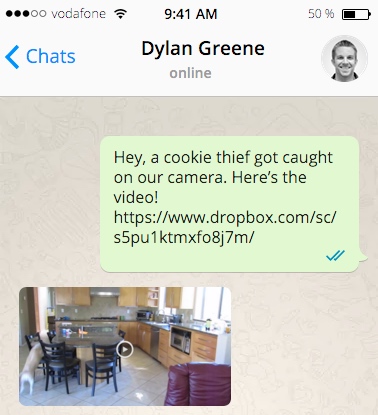 vodafone 9:41 AM 50 %
Chats Dylan Greene
online
Hey, a cookie thief got caught
on our camera. Here’s the
video!
https://www.dropbox.com/sc/
s5pu1ktmxfo8j7m/